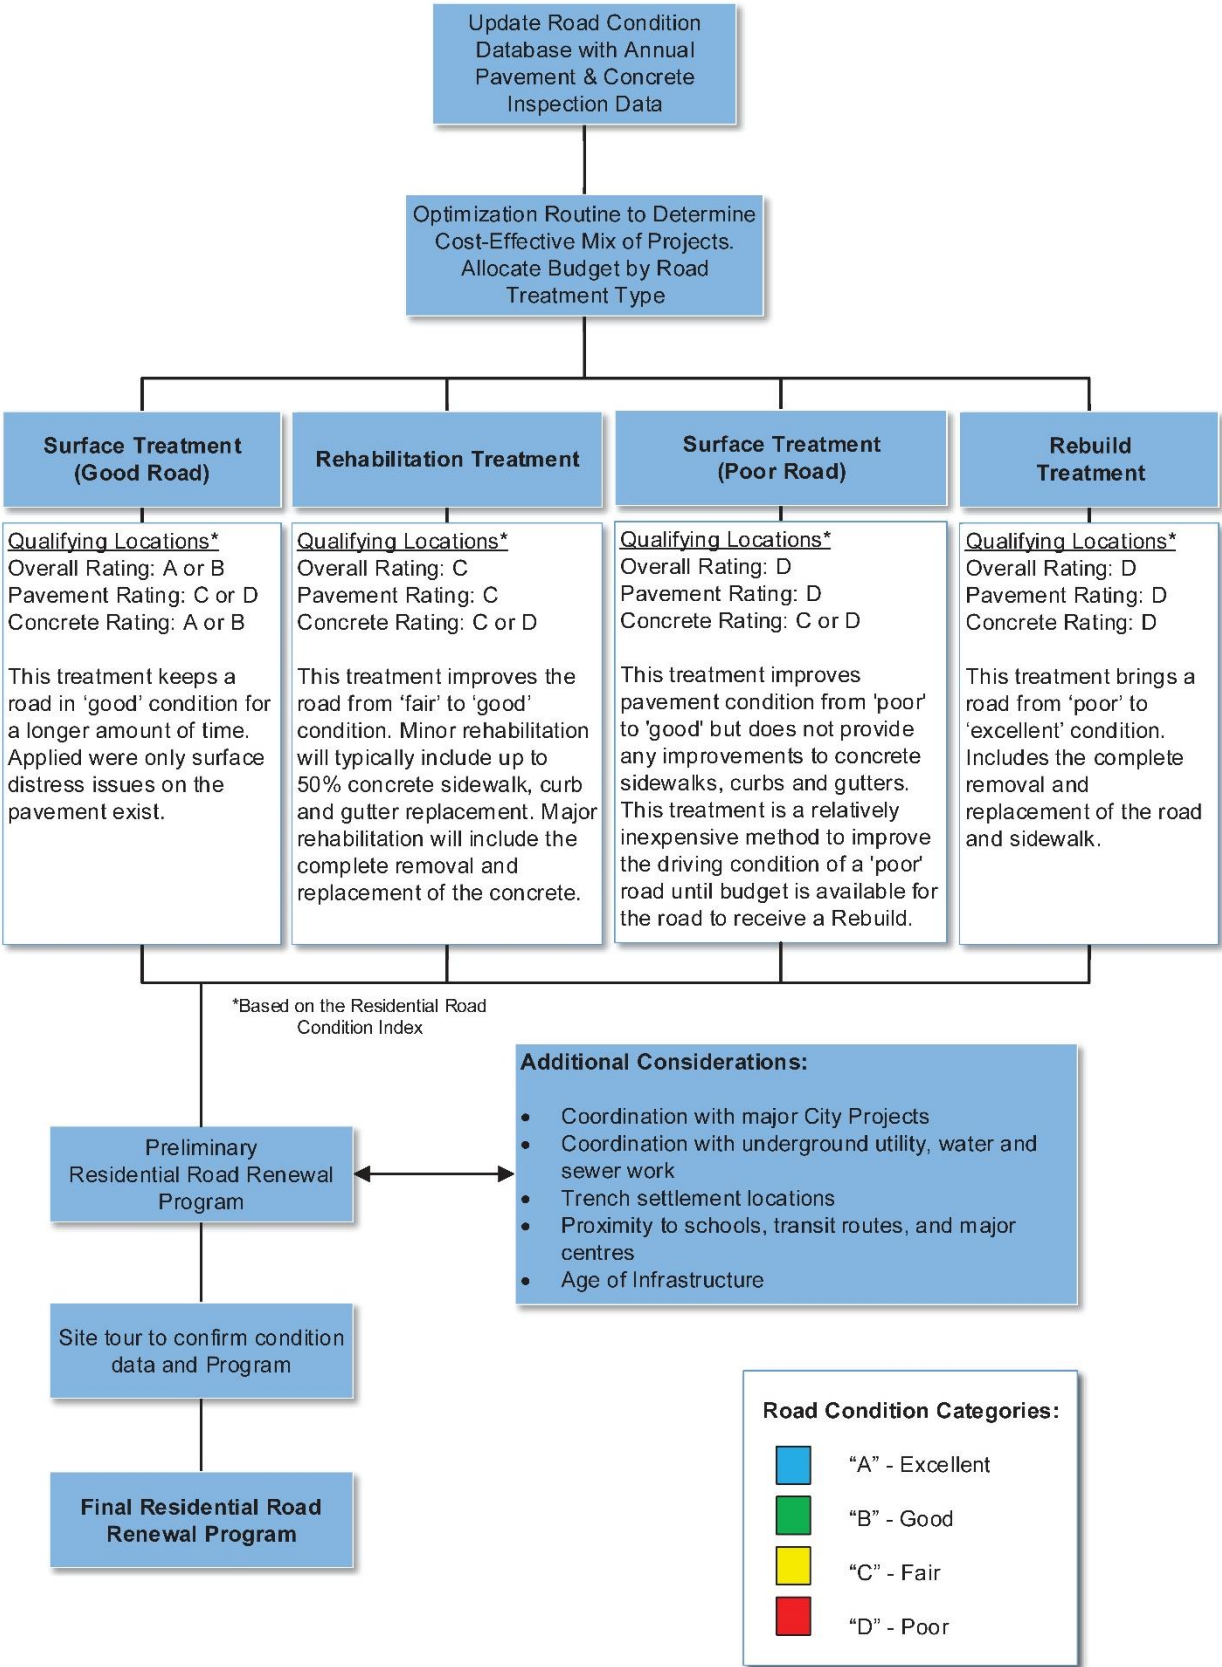 Update Road Condition
Database with Annual
Pavement & Concrete
Inspection Data
Optimization Routine to Determine
Cost-Effective Mix of Projects.
Allocate Budget by Road
Treatment Type
Surface Treatment
(Good Road)
Qualifying Locations*
Overall Rating: A or B
Pavement Rating: C or D
Concrete Rating: A or B
This treatment keeps a
road in ‘good’ condition for
a longer amount of time.
Applied were only surface
distress issues on the
pavement exist.
Rehabilitation Treatment
Qualifying Locations*
Overall Rating: C
Pavement Rating: C
Concrete Rating: C or D
This treatment improves the
road from ‘fair’ to ‘good’
condition. Minor rehabilitation
will typically include up to
50% concrete sidewalk, curb
and gutter replacement. Major
rehabilitation will include the
complete removal and
replacement of the concrete.
Surface Treatment
(Poor Road)
Qualifying Locations*
Overall Rating: D
Pavement Rating: D
Concrete Rating: C or D
This treatment improves
pavement condition from 'poor'
to 'good' but does not provide
any improvements to concrete
sidewalks, curbs and gutters.
This treatment is a relatively
inexpensive method to improve
the driving condition of a 'poor'
road until budget is available for
the road to receive a Rebuild.
Rebuild
Treatment
Qualifying Locations*
Overall Rating: D
Pavement Rating: D
Concrete Rating: D
This treatment brings a
road from ‘poor’ to
‘excellent’ condition.
Includes the complete
removal and
replacement of the road
and sidewalk.
*Based on the Residential Road
Condition Index
Preliminary
Residential Road Renewal
Program
Additional Considerations:
• Coordination with major City Projects
• Coordination with underground utility, water and
sewer work
• Trench settlement locations
• Proximity to schools, transit routes, and major
centres
• Age of Infrastructure
Site tour to confirm condition
data and Program
Final Residential Road
Renewal Program
Road Condition Categories:
“A” - Excellent
“B” - Good
“C” - Fair
“D” - Poor